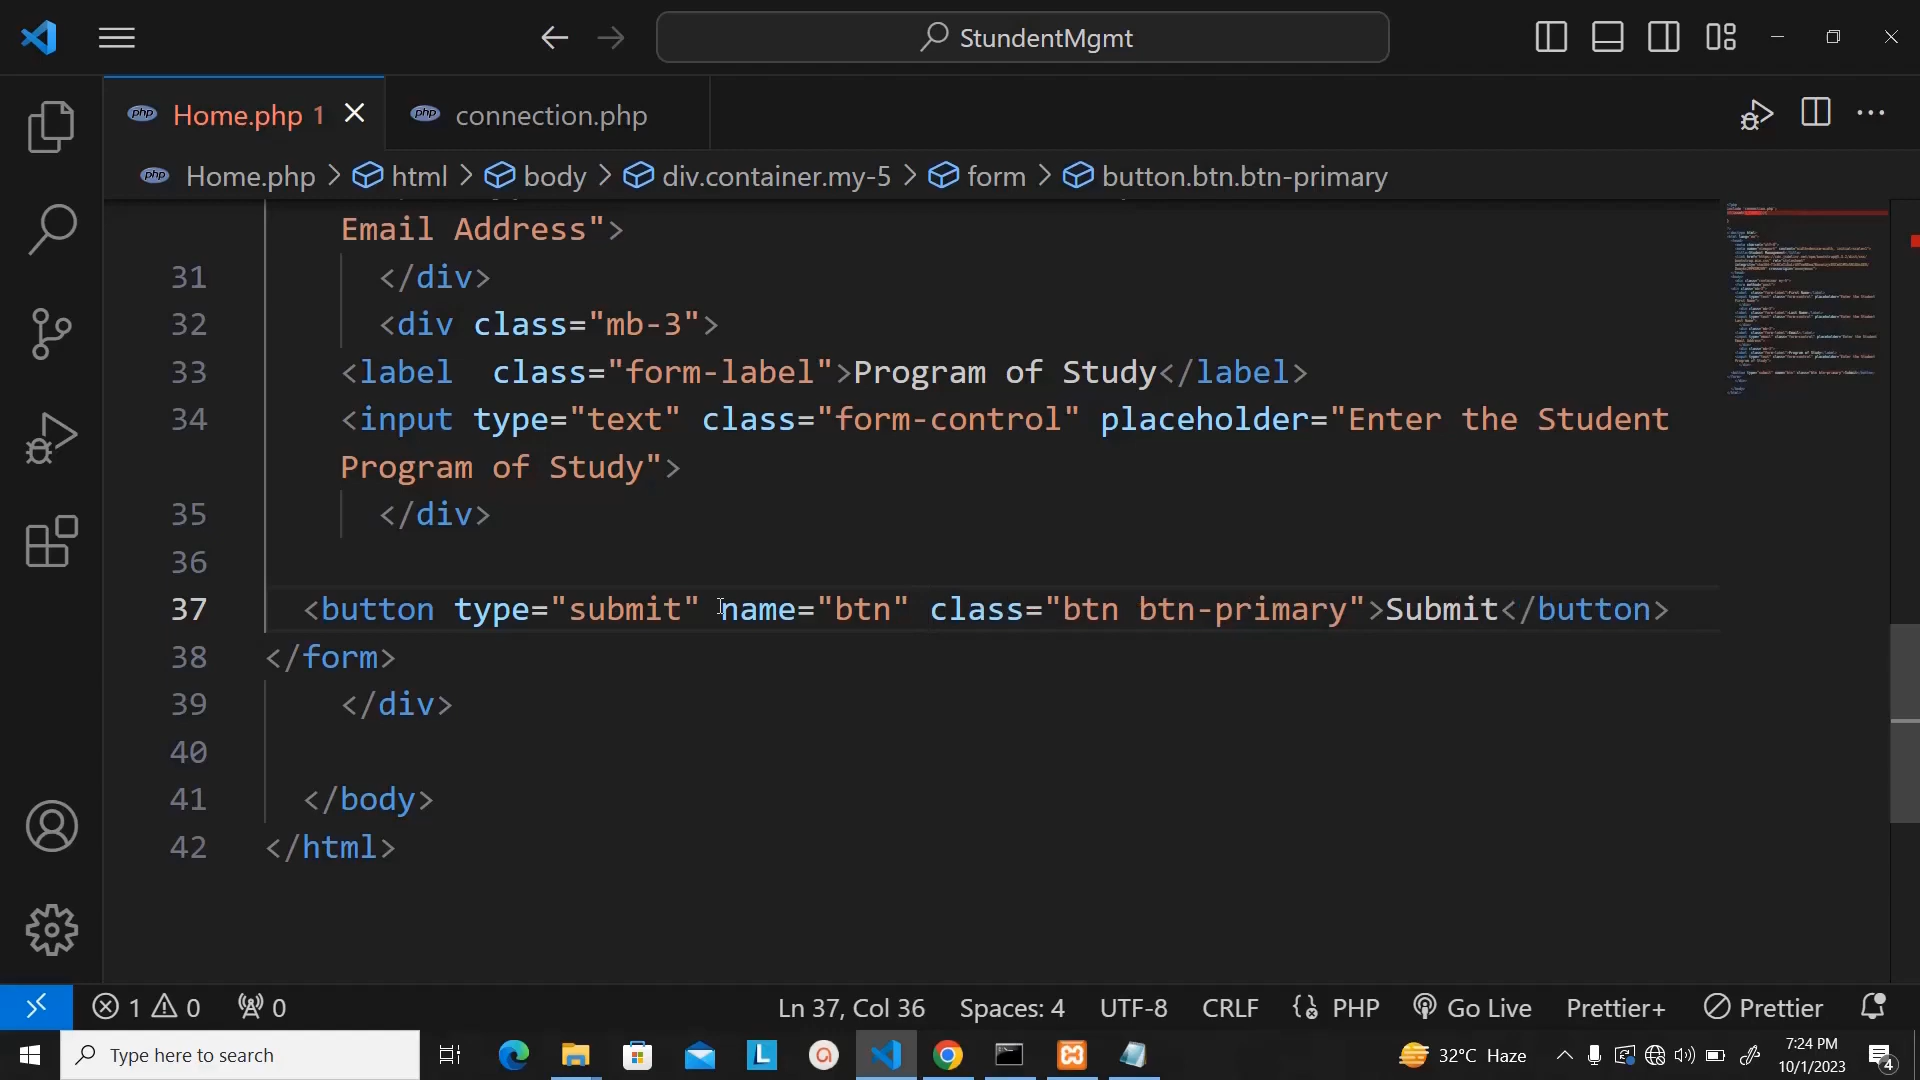 StundentMgmt
php Home.php 1
php connection.php
php Home.php > html > body > div.container.my-5 > form > button.btn.btn-primary
Email Address">
31 </div>
32 <div class="mb-3">
33 <label  class="form-label">Program of Study</label>
34 <input type="text" class="form-control" placeholder="Enter the Student
Program of Study">
35 </div>
36
37 <button type="submit" name="btn" class="btn btn-primary">Submit</button>
38 </form>
39 </div>
40
41 </body>
42 </html>
1 0 0 Ln 37, Col 36 Spaces: 4 UTF-8 CRLF PHP Go Live Prettier+ Prettier
Type here to search
L
32°C Haze
7:24 PM
10/1/2023
4